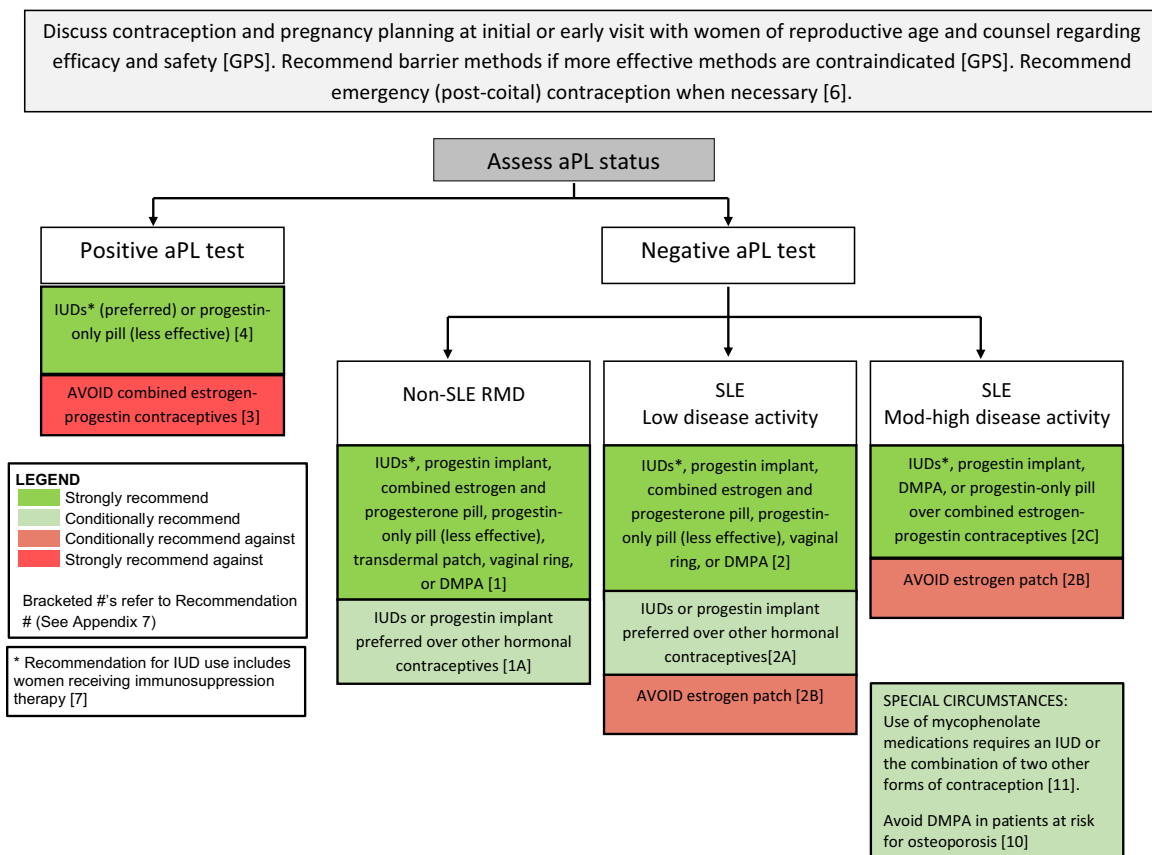 Discuss contraception and pregnancy planning at initial or early visit with women of reproductive age and counsel regarding
efficacy and safety [GPS]. Recommend barrier methods if more effective methods are contraindicated [GPS]. Recommend
emergency (post-coital) contraception when necessary [6].
Assess aPL status
Positive aPL test
IUDs* (preferred) or progestin-
only pill (less effective) [4]
AVOID combined estrogen-
progestin contraceptives [3]
Negative aPL test
Non-SLE RMD
IUDs*, progestin implant,
combined estrogen and
progesterone pill, progestin-
only pill (less effective),
transdermal patch, vaginal ring,
or DMPA [1]
IUDs or progestin implant
preferred over other hormonal
contraceptives [1A]
SLE
Low disease activity
IUDs*, progestin implant,
combined estrogen and
progesterone pill, progestin-
only pill (less effective), vaginal
ring, or DMPA [2]
IUDs or progestin implant
preferred over other hormonal
contraceptives[2A]
AVOID estrogen patch [2B]
SLE
Mod-high disease activity
IUDs*, progestin implant,
DMPA, or progestin-only pill
over combined estrogen-
progestin contraceptives [2C]
AVOID estrogen patch [2B]
LEGEND
Strongly recommend
Conditionally recommend
Conditionally recommend against
Strongly recommend against
Bracketed #'s refer to Recommendation
# (See Appendix 7)
* Recommendation for IUD use includes
women receiving immunosuppression
therapy [7]
SPECIAL CIRCUMSTANCES:
Use of mycophenolate
medications requires an IUD or
the combination of two other
forms of contraception [11].
Avoid DMPA in patients at risk
for osteoporosis [10]